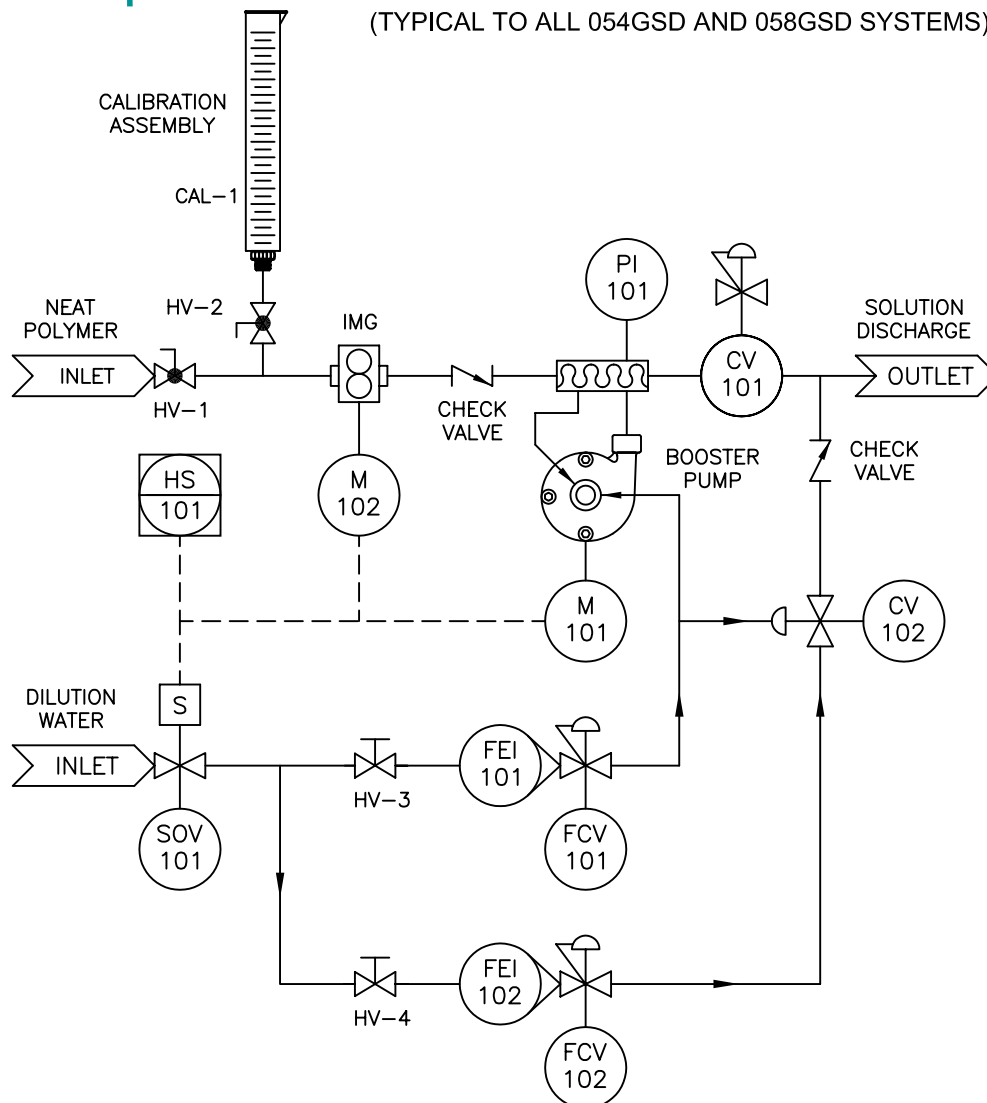 (TYPICAL TO ALL 054GSD AND 058GSD SYSTEMS)
CALIBRATION
ASSEMBLY
CAL-1
NEAT
POLYMER
INLET
HV-1
HV-2
IMG
CHECK
VALVE
PI
101
CV
101
SOLUTION
DISCHARGE
OUTLET
HS
101
M
102
BOOSTER
PUMP
CHECK
VALVE
M
101
CV
102
DILUTION
WATER
INLET
S
SOV
101
HV-3
FEI
101
FCV
101
HV-4
FEI
102
FCV
102